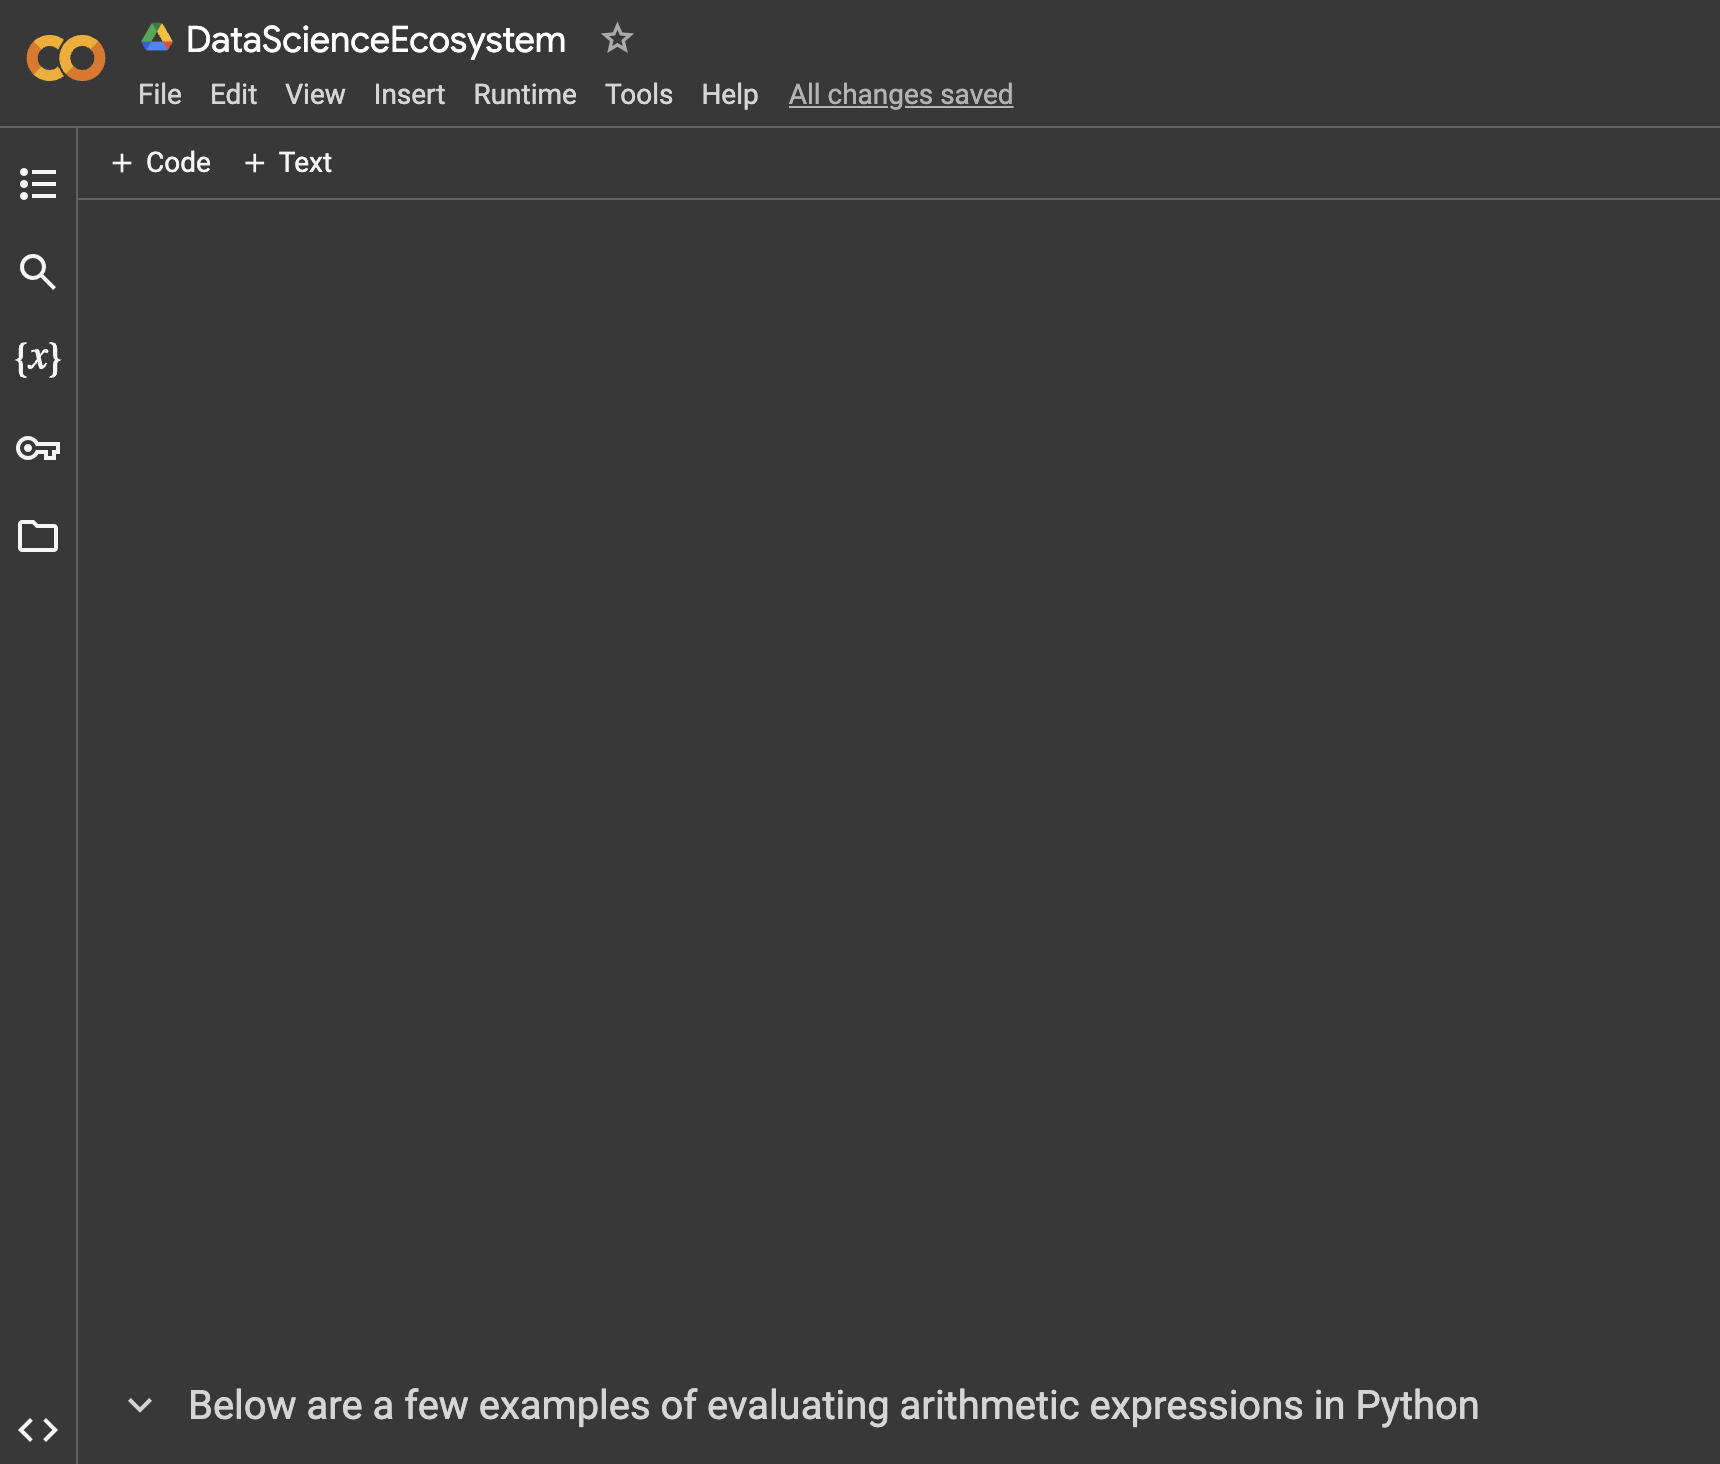 DataScienceEcosystem
File Edit View Insert Runtime Tools Help All changes saved
+ Code + Text
{x}
Below are a few examples of evaluating arithmetic expressions in Python